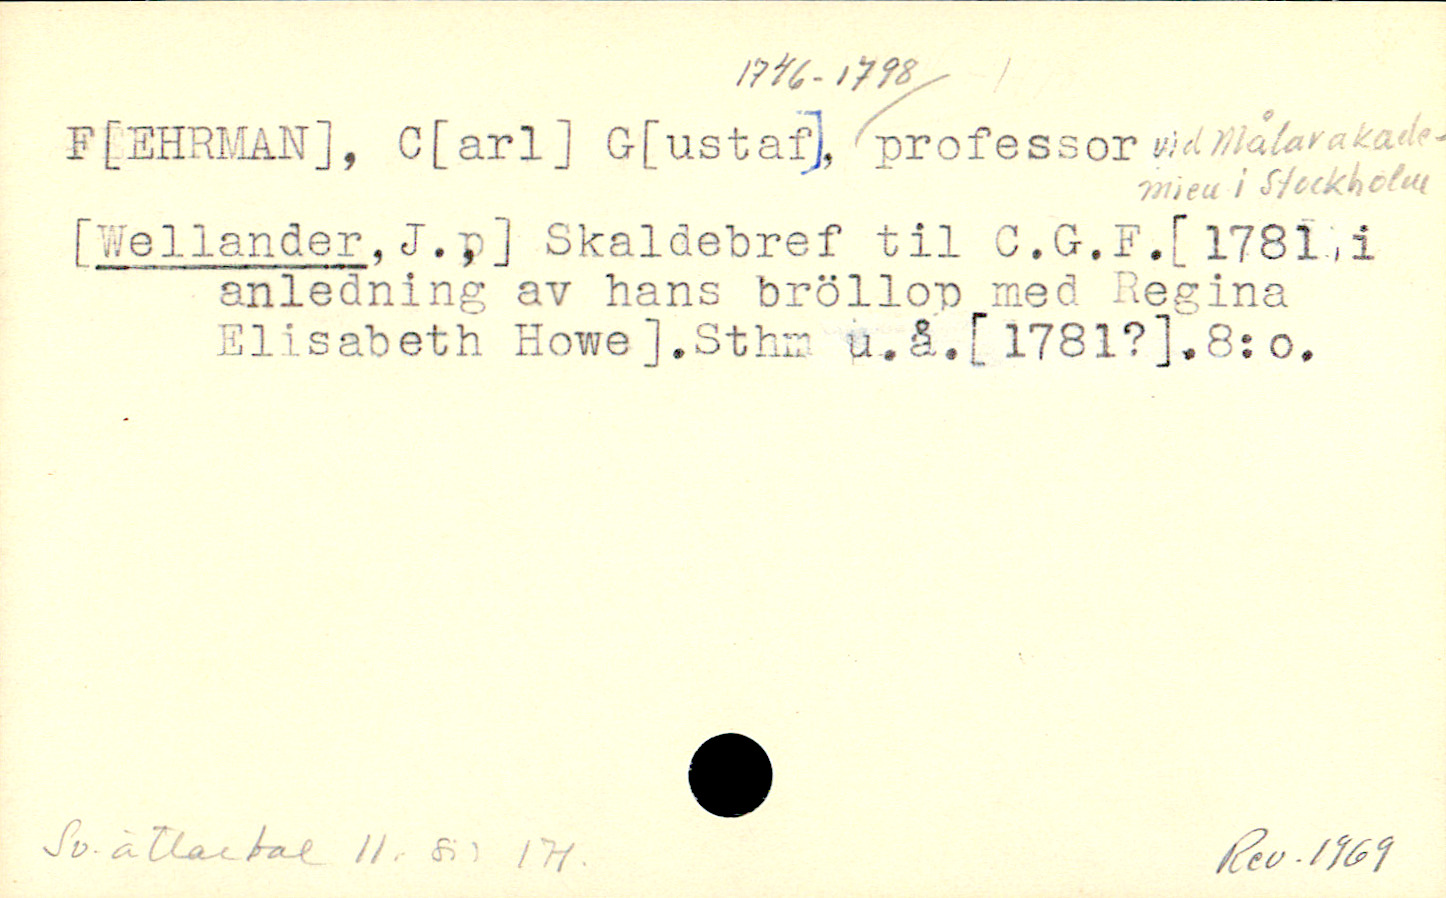 1746-1798
F[EHRMAN], C[arl] G[ustaf], professor vid Målarakade-
mien i Stockholm
[Wellander,J.,] Skaldebref til C.G.F.[1781,i
anledning av hans bröllop med Regina
Elisabeth Howe].Sthm u.å.[1781?].8:o.
Sv. ättartal 11. s. 171.
Rev. 1969